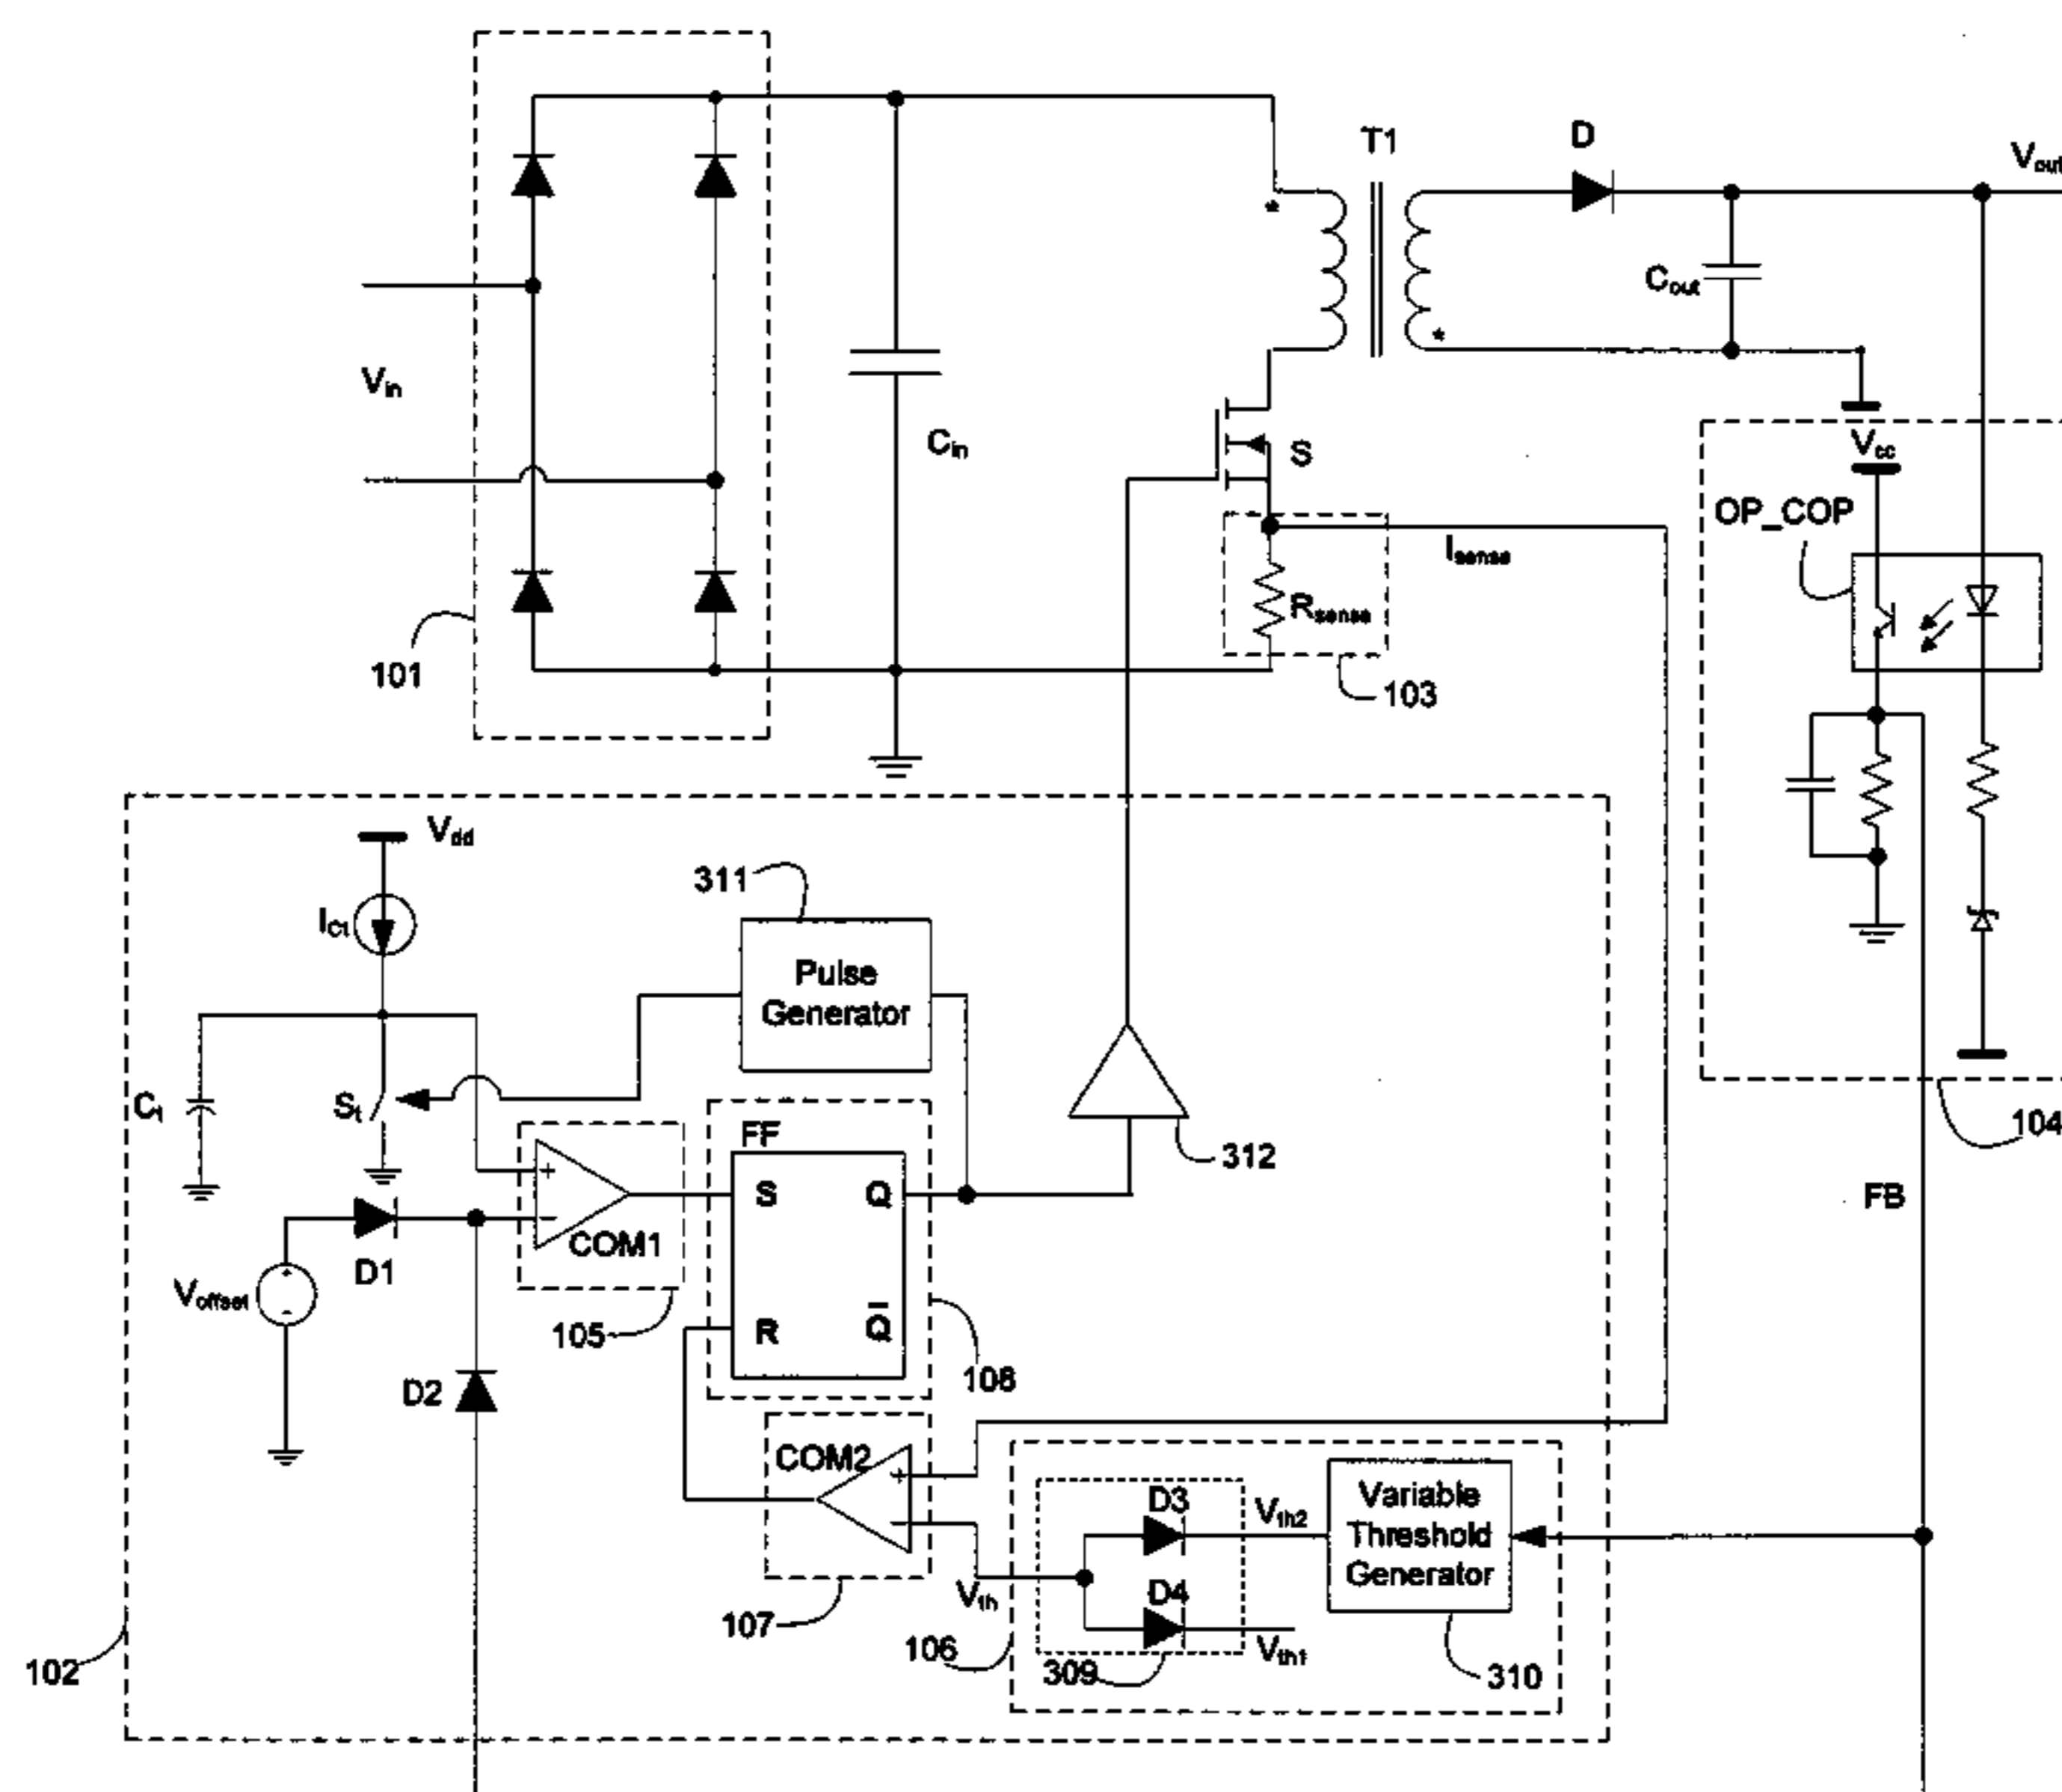 T1
D
Vout
Cout
Vin
Cin
S
Vcc
OP_COP
Isense
Rsense
101
103
Vdd
311
ICt
Pulse
Generator
Ct
St
FF
312
104
S
Q
FB
COM1
D1
Voffset
105
R
Q̅
108
D2
COM2
D3
Vth2
Variable
Threshold
Generator
D4
Vth
107
106
Vth1
102
309
310